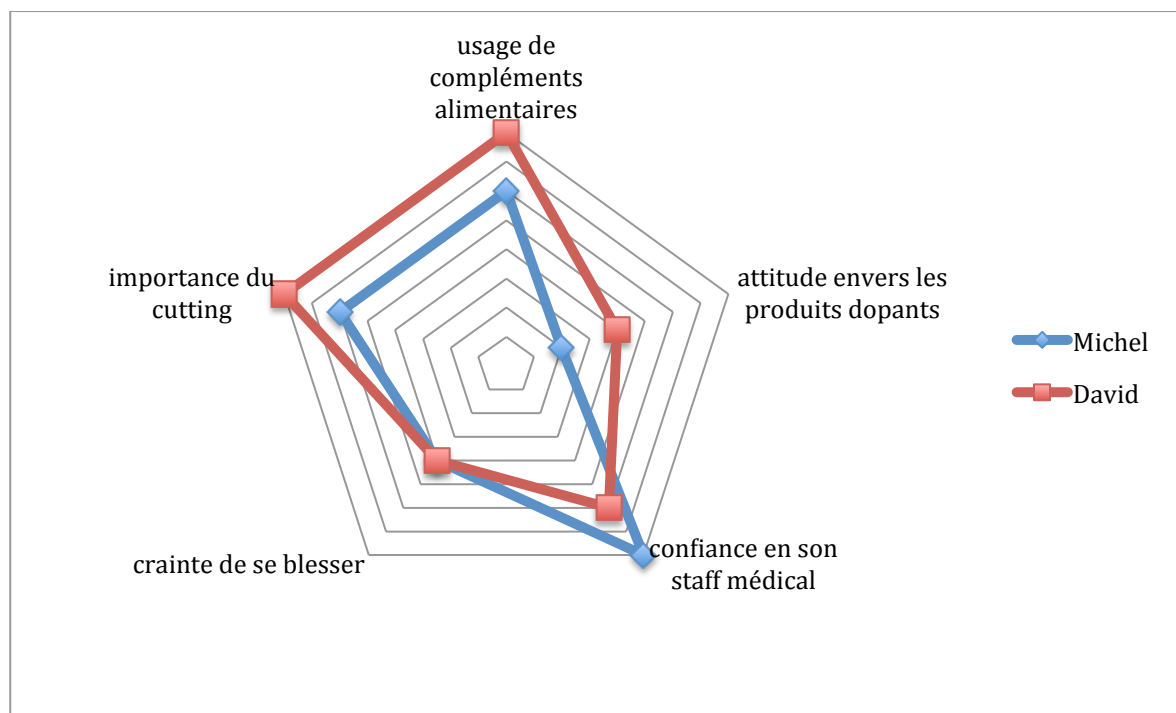 usage de
compléments
alimentaires
attitude envers les
produits dopants
confiance en son
staff médical
crainte de se blesser
importance du
cutting
Michel
David